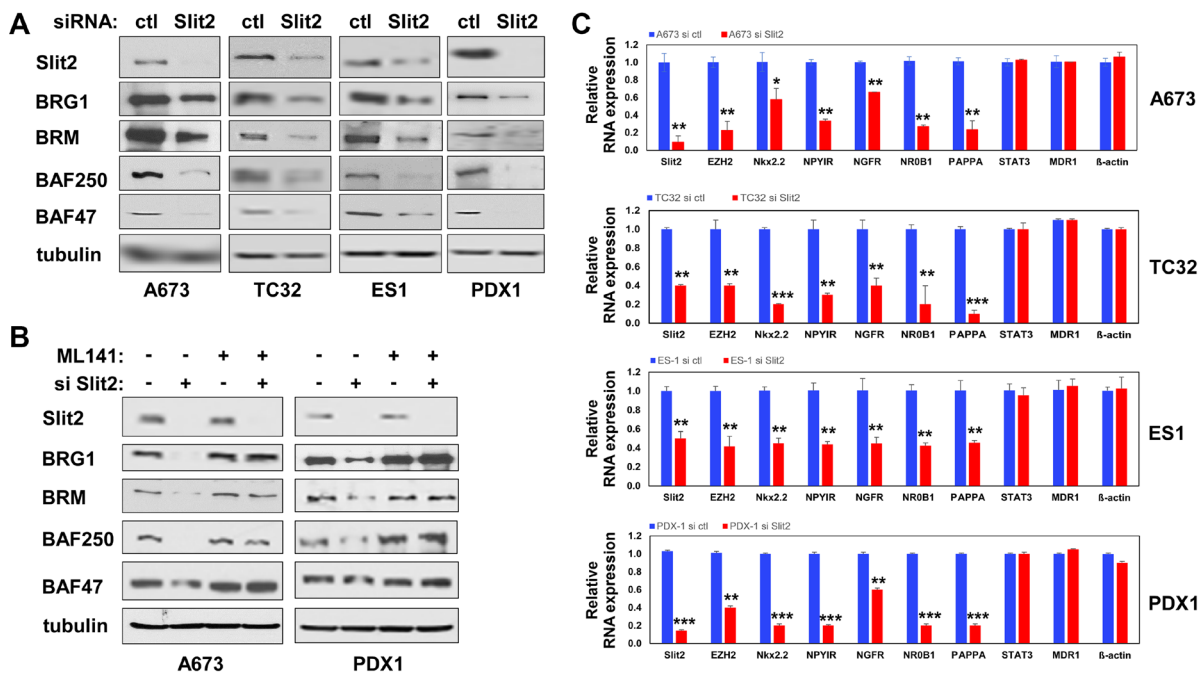 A
siRNA: ctl Slit2 ctl Slit2 ctl Slit2 ctl Slit2
Slit2
BRG1
BRM
BAF250
BAF47
tubulin
A673 TC32 ES1 PDX1
B
ML141: - - + + - - + +
si Slit2: - + - + - + - +
Slit2
BRG1
BRM
BAF250
BAF47
tubulin
A673 PDX1
C
A673 si ctl A673 si Slit2
Relative
RNA expression
1.2
1.0
0.8
0.6
0.4
0.2
0.0
** ** * ** ** ** **
Slit2 EZH2 Nkx2.2 NPYIR NGFR NR0B1 PAPPA STAT3 MDR1 ß-actin
A673
TC32 si ctl TC32 si Slit2
Relative
RNA expression
1.2
1.0
0.8
0.6
0.4
0.2
0.0
** ** *** ** ** ** ***
Slit2 EZH2 Nkx2.2 NPYIR NGFR NR0B1 PAPPA STAT3 MDR1 ß-actin
TC32
ES-1 si ctl ES-1 si Slit2
Relative
RNA expression
1.2
1.0
0.8
0.6
0.4
0.2
0.0
** ** ** ** ** ** **
Slit2 EZH2 Nkx2.2 NPYIR NGFR NR0B1 PAPPA STAT3 MDR1 ß-actin
ES1
PDX-1 si ctl PDX-1 si Slit2
Relative
RNA expression
1.2
1.0
0.8
0.6
0.4
0.2
0.0
*** ** *** *** ** *** ***
Slit2 EZH2 Nkx2.2 NPYIR NGFR NR0B1 PAPPA STAT3 MDR1 ß-actin
PDX1